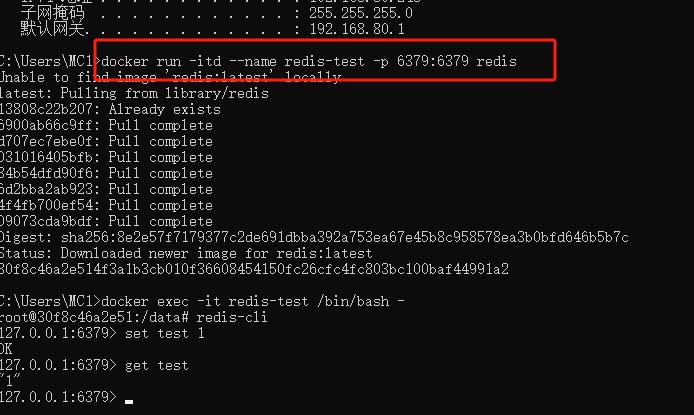 子网掩码 . . . . . . . . . . . . : 255.255.255.0
默认网关. . . . . . . . . . . . . : 192.168.80.1
C:\Users\MC1>docker run -itd --name redis-test -p 6379:6379 redis
Unable to find image 'redis:latest' locally
latest: Pulling from library/redis
13808c22b207: Already exists
6900ab66c9ff: Pull complete
d707ec7ebe0f: Pull complete
031016405bfb: Pull complete
84b54dfd90f6: Pull complete
6d2bba2ab923: Pull complete
4f4fb700ef54: Pull complete
09073cda9bdf: Pull complete
Digest: sha256:8e2e57f7179377c2de691dbba392a753ea67e45b8c958578ea3b0bfd646b5b7c
Status: Downloaded newer image for redis:latest
30f8c46a2e514f3a1b3cb010f36608454150fc26cfc4fc803bc100baf44991a2
C:\Users\MC1>docker exec -it redis-test /bin/bash -
root@30f8c46a2e51:/data# redis-cli
127.0.0.1:6379> set test 1
OK
127.0.0.1:6379> get test
"1"
127.0.0.1:6379>